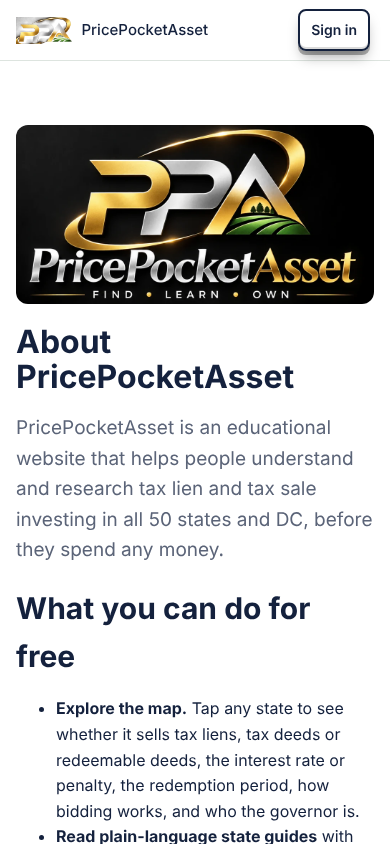 PPA PricePocketAsset
Sign in
PPA
PricePocketAsset
FIND • LEARN • OWN
About
PricePocketAsset
PricePocketAsset is an educational
website that helps people understand
and research tax lien and tax sale
investing in all 50 states and DC, before
they spend any money.
What you can do for
free
• Explore the map. Tap any state to see
whether it sells tax liens, tax deeds or
redeemable deeds, the interest rate or
penalty, the redemption period, how
bidding works, and who the governor is.
• Read plain-language state guides with